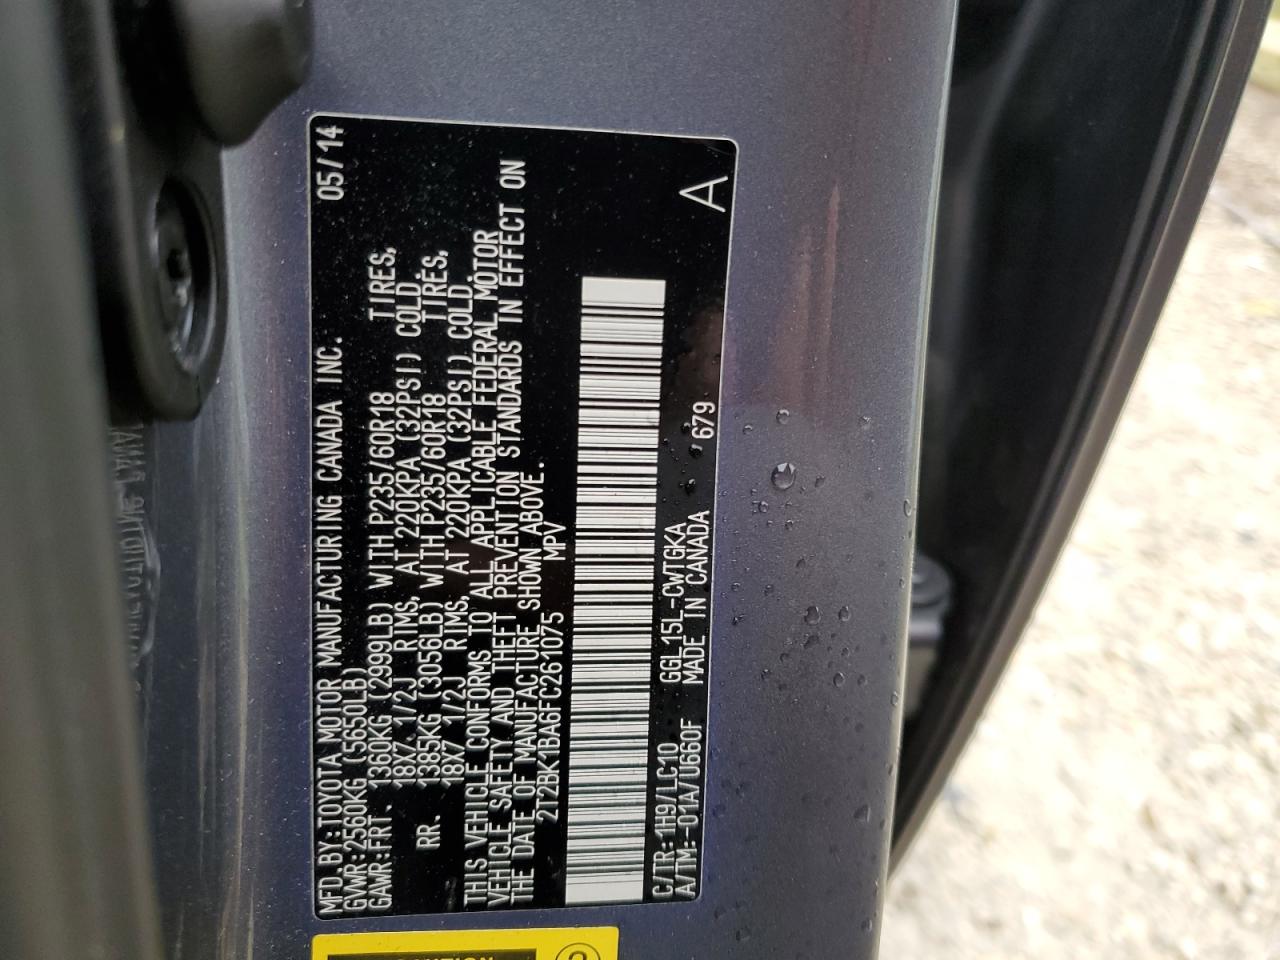 MFD.BY:TOYOTA MOTOR MANUFACTURING CANADA INC. 05/14
GVWR:2560KG (5650LB)
GAWR:FRT. 1360KG (2999LB) WITH P235/60R18 TIRES,
18X7 1/2J RIMS, AT 220KPA (32PSI) COLD.
RR. 1385KG (3056LB) WITH P235/60R18 TIRES,
18X7 1/2J RIMS, AT 220KPA (32PSI) COLD.
THIS VEHICLE CONFORMS TO ALL APPLICABLE FEDERAL MOTOR
VEHICLE SAFETY AND THEFT PREVENTION STANDARDS IN EFFECT ON
THE DATE OF MANUFACTURE SHOWN ABOVE.
2T2BK1BA6FC261075 MPV
C/TR:1H9/LC10 GGL15L-CWTGKA
A/TM:-01A/U660F MADE IN CANADA 679 A